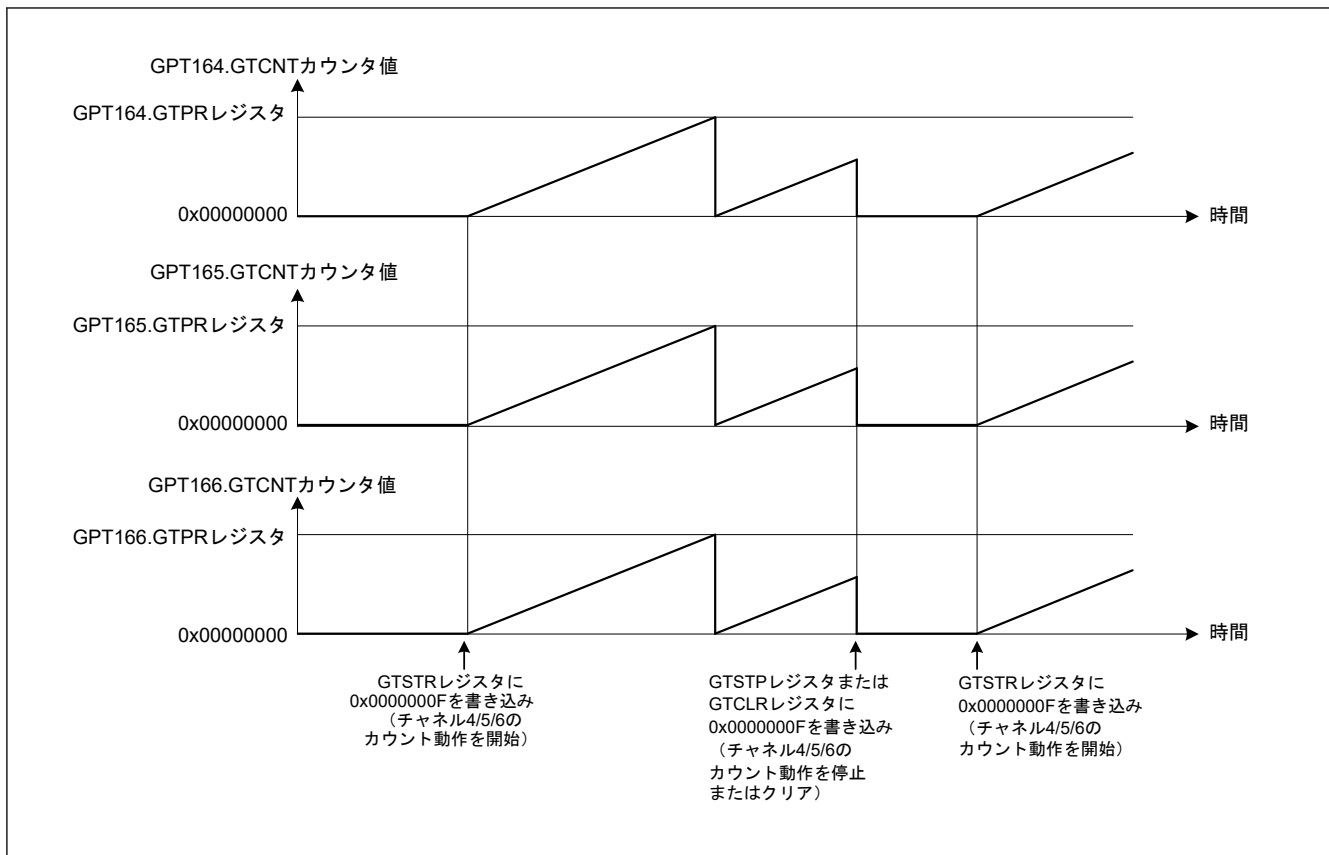 GPT164.GTCNTカウンタ値
GPT164.GTPRレジスタ
0x00000000
時間
GPT165.GTCNTカウンタ値
GPT165.GTPRレジスタ
0x00000000
時間
GPT166.GTCNTカウンタ値
GPT166.GTPRレジスタ
0x00000000
時間
GTSTRレジスタに
0x0000000Fを書き込み
（チャネル4/5/6の
カウント動作を開始）
GTSTPレジスタまたは
GTCLRレジスタに
0x0000000Fを書き込み
（チャネル4/5/6の
カウント動作を停止
またはクリア）
GTSTRレジスタに
0x0000000Fを書き込み
（チャネル4/5/6の
カウント動作を開始）